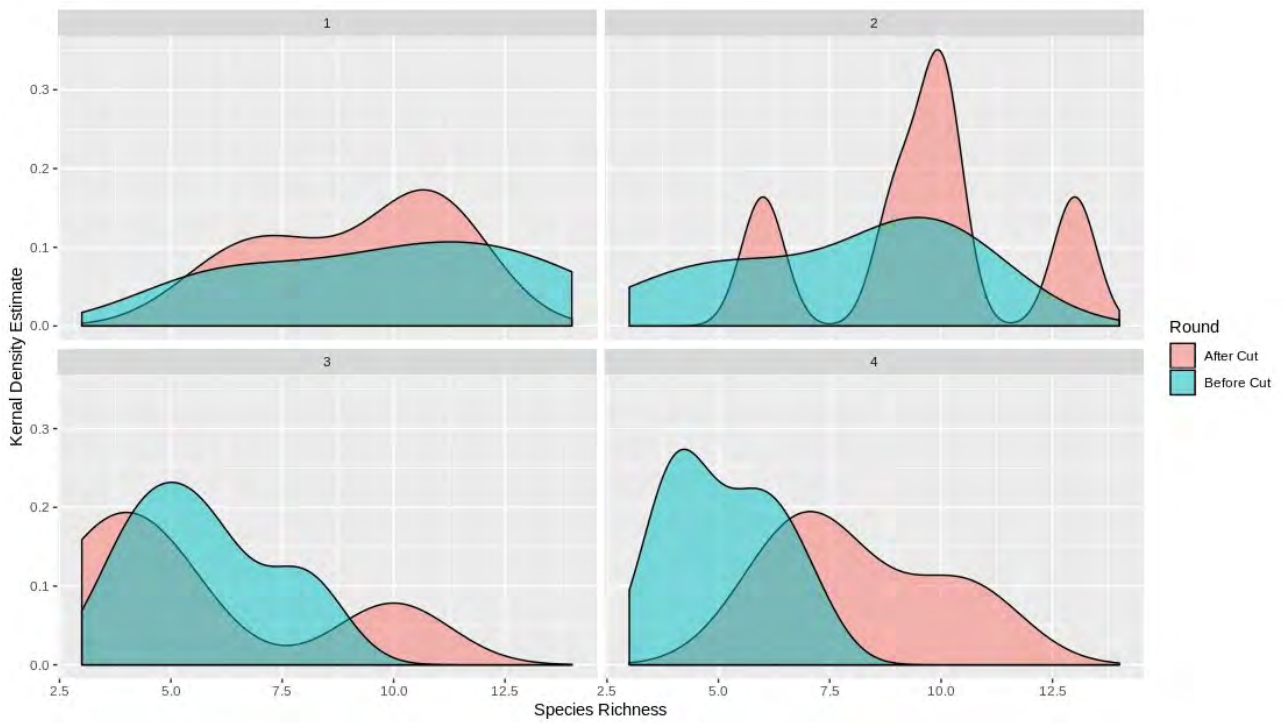 1
2
0.3
0.2
0.1
0.0
3
4
0.3
0.2
0.1
0.0
2.5 5.0 7.5 10.0 12.5
2.5 5.0 7.5 10.0 12.5
Species Richness
Kernal Density Estimate
Round
After Cut
Before Cut